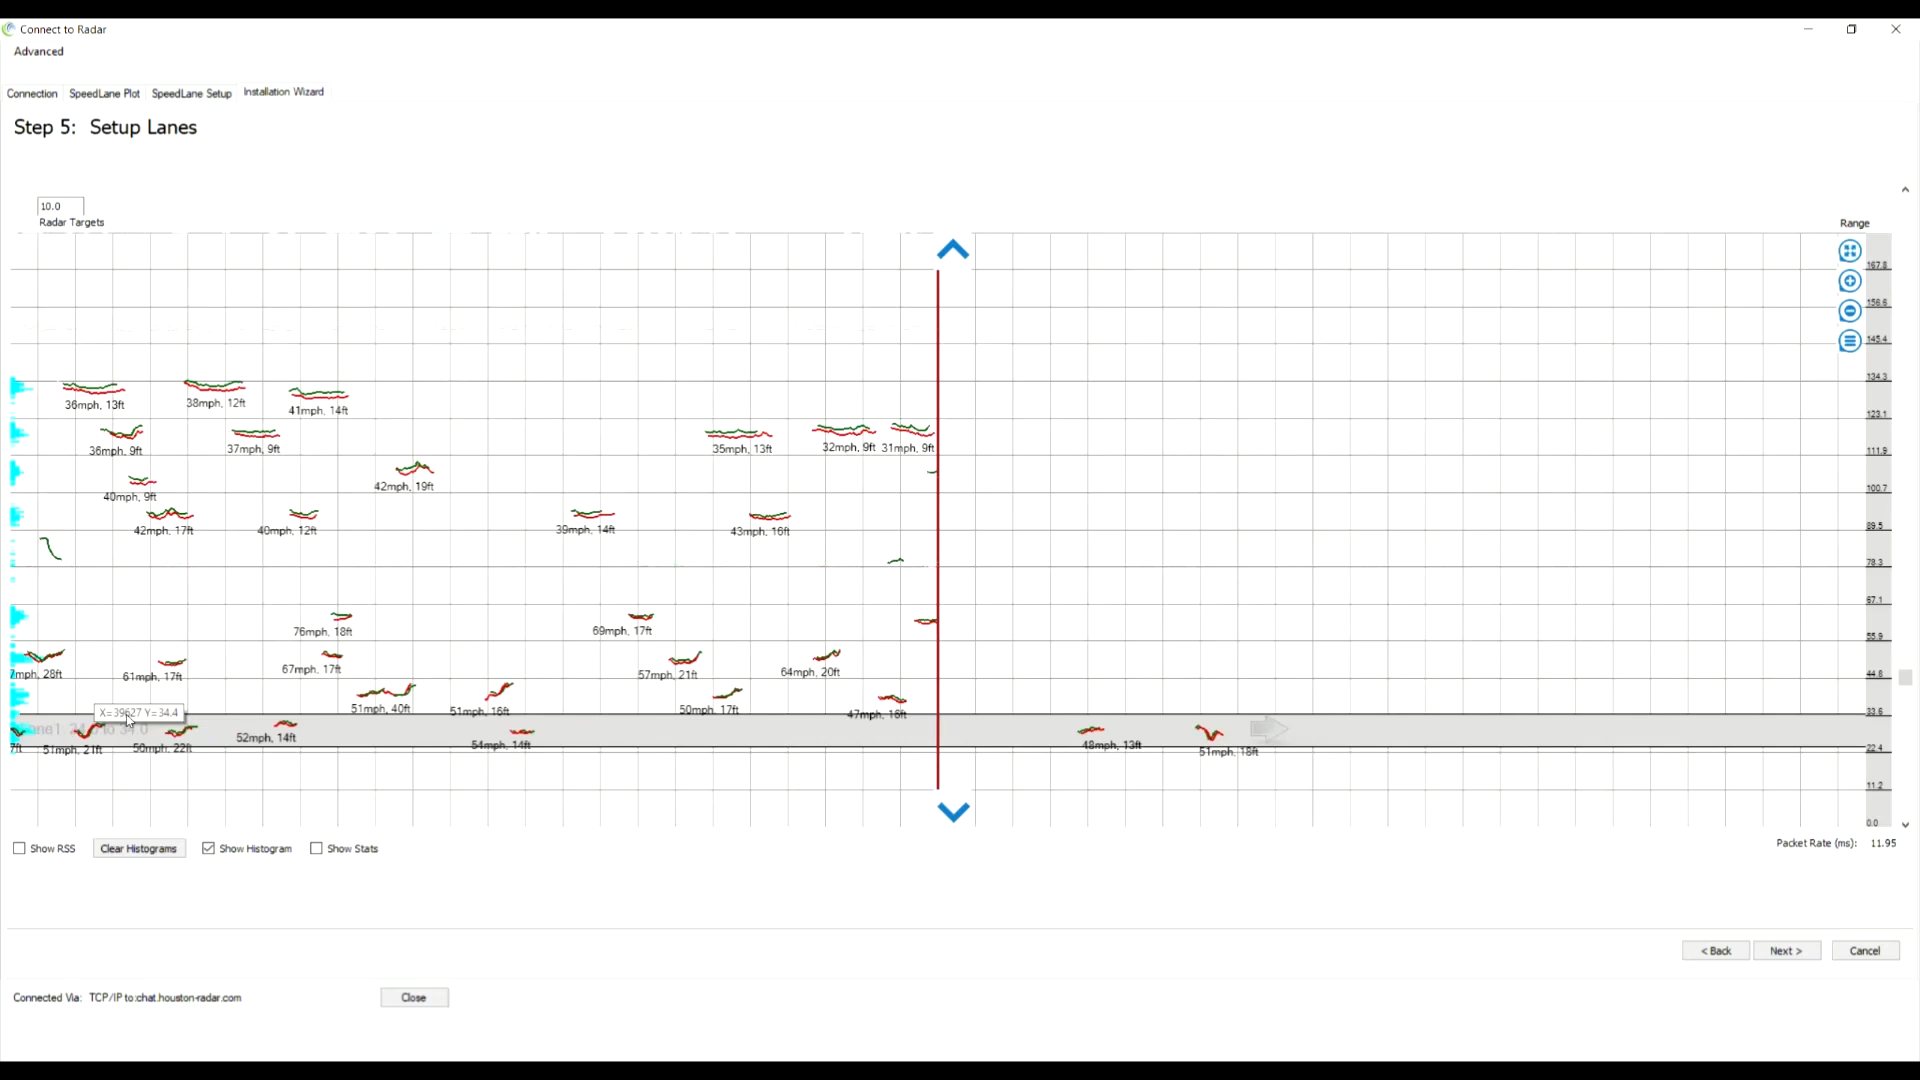 Connect to Radar
Advanced
Connection SpeedLane Plot SpeedLane Setup Installation Wizard
Step 5: Setup Lanes
10.0
Radar Targets
Range
167.8
156.6
145.4
134.3
36mph, 13ft 38mph, 12ft 41mph, 14ft
123.1
36mph, 9ft 37mph, 9ft 35mph, 13ft 32mph, 9ft 31mph, 9ft
111.9
42mph, 19ft
100.7
40mph, 9ft
42mph, 17ft 40mph, 12ft 39mph, 14ft 43mph, 16ft
89.5
78.3
67.1
76mph, 18ft 69mph, 17ft
55.9
7mph, 28ft 61mph, 17ft 67mph, 17ft 57mph, 21ft 64mph, 20ft
44.8
51mph, 40ft 51mph, 16ft 50mph, 17ft 47mph, 16ft
X=39627 Y=34.4
33.6
to 34.0
52mph, 14ft
7ft 51mph, 21ft 50mph, 22ft 54mph, 14ft 48mph, 13ft 51mph, 18ft
22.4
11.2
0.0
Show RSS Clear Histograms Show Histogram Show Stats
Packet Rate (ms): 11.95
< Back Next > Cancel
Connected Via: TCP/IP to:chat.houston-radar.com Close